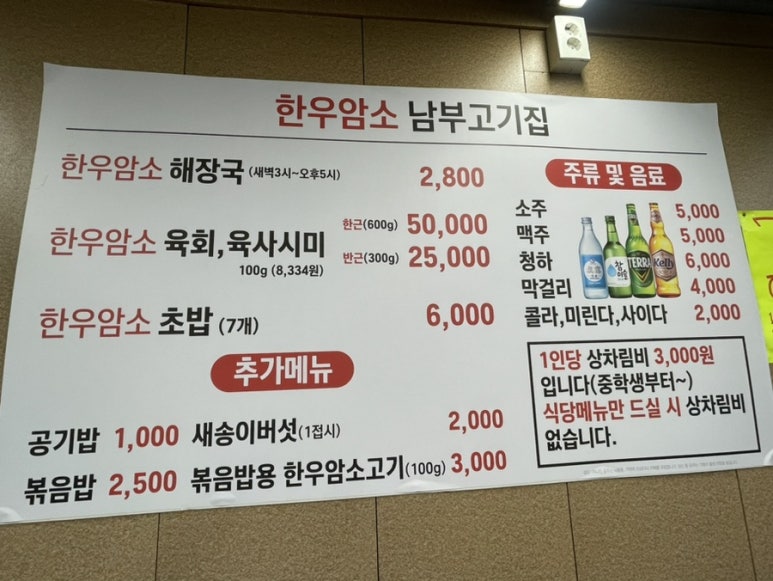 한우암소 남부고기집
한우암소 해장국 (새벽3시~오후5시) 2,800
한우암소 육회,육사시미 한근(600g) 50,000
100g (8,334원) 반근(300g) 25,000
한우암소 초밥 (7개) 6,000
추가메뉴
공기밥 1,000 새송이버섯(1접시) 2,000
볶음밥 2,500 볶음밥용 한우암소고기(100g) 3,000
주류 및 음료
소주 5,000
맥주 5,000
청하 6,000
막걸리 4,000
콜라,미린다,사이다 2,000
TERRA
Kelly
1인당 상차림비 3,000원
입니다(중학생부터~)
식당메뉴만 드실 시 상차림비
없습니다.